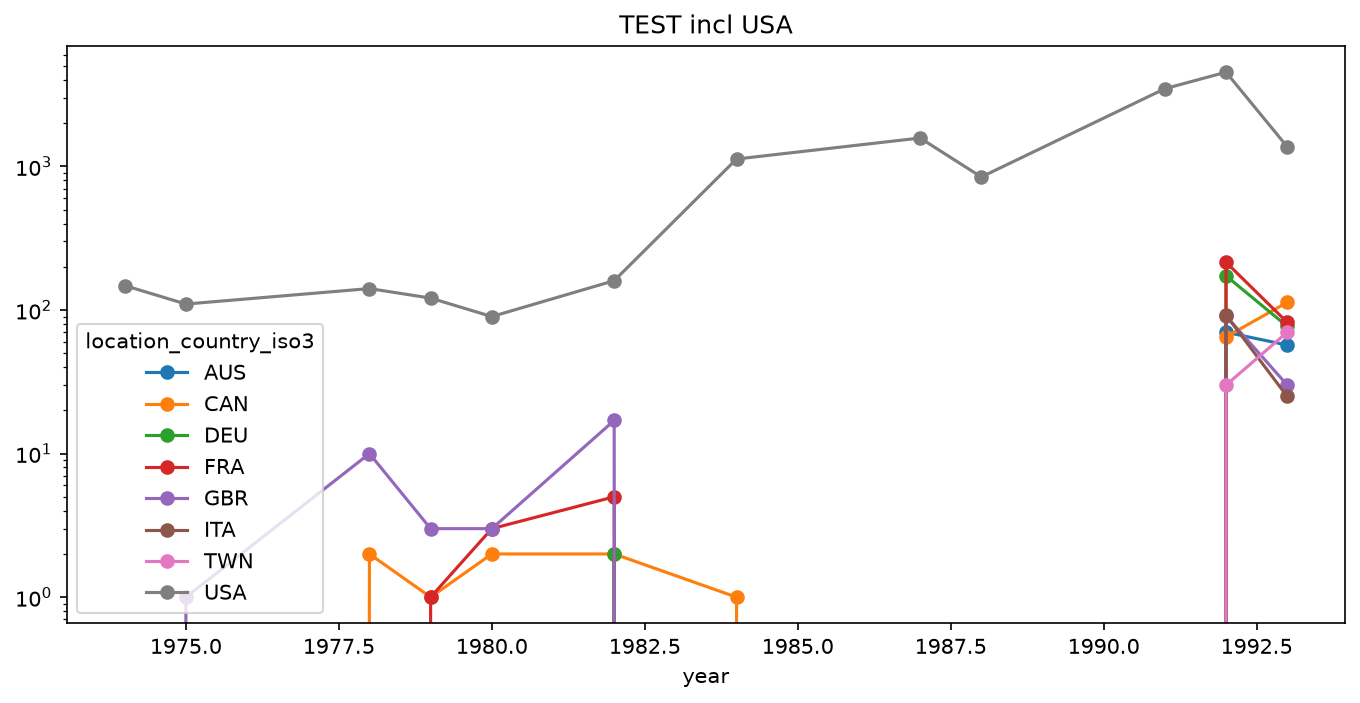 TEST incl USA
10³
10²
10¹
10⁰
location_country_iso3
AUS
CAN
DEU
FRA
GBR
ITA
TWN
USA
1975.0 1977.5 1980.0 1982.5 1985.0 1987.5 1990.0 1992.5
year